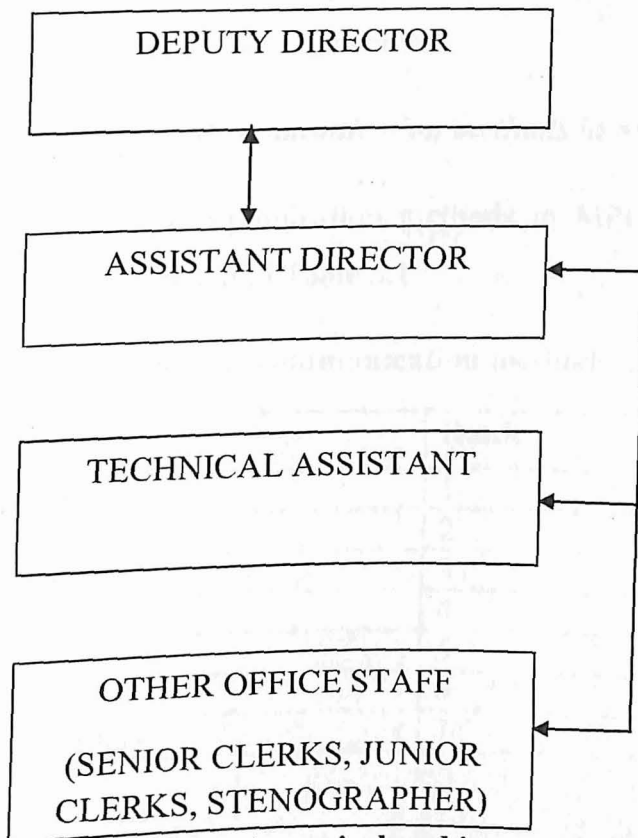 DEPUTY DIRECTOR
ASSISTANT DIRECTOR
TECHNICAL ASSISTANT
OTHER OFFICE STAFF
(SENIOR CLERKS, JUNIOR
CLERKS, STENOGRAPHER)